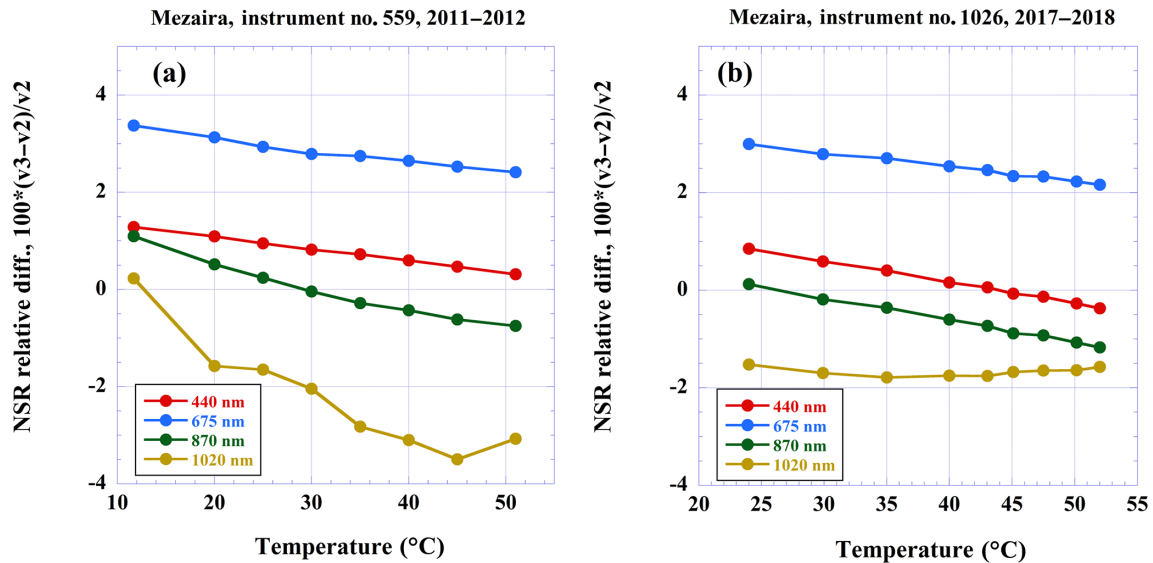 Mezaira, instrument no. 559, 2011–2012
(a)
NSR relative diff., 100*(v3–v2)/v2
4
2
0
-2
-4
440 nm
675 nm
870 nm
1020 nm
10 20 30 40 50
Temperature (°C)
Mezaira, instrument no. 1026, 2017–2018
(b)
NSR relative diff., 100*(v3–v2)/v2
4
2
0
-2
-4
440 nm
675 nm
870 nm
1020 nm
20 25 30 35 40 45 50 55
Temperature (°C)